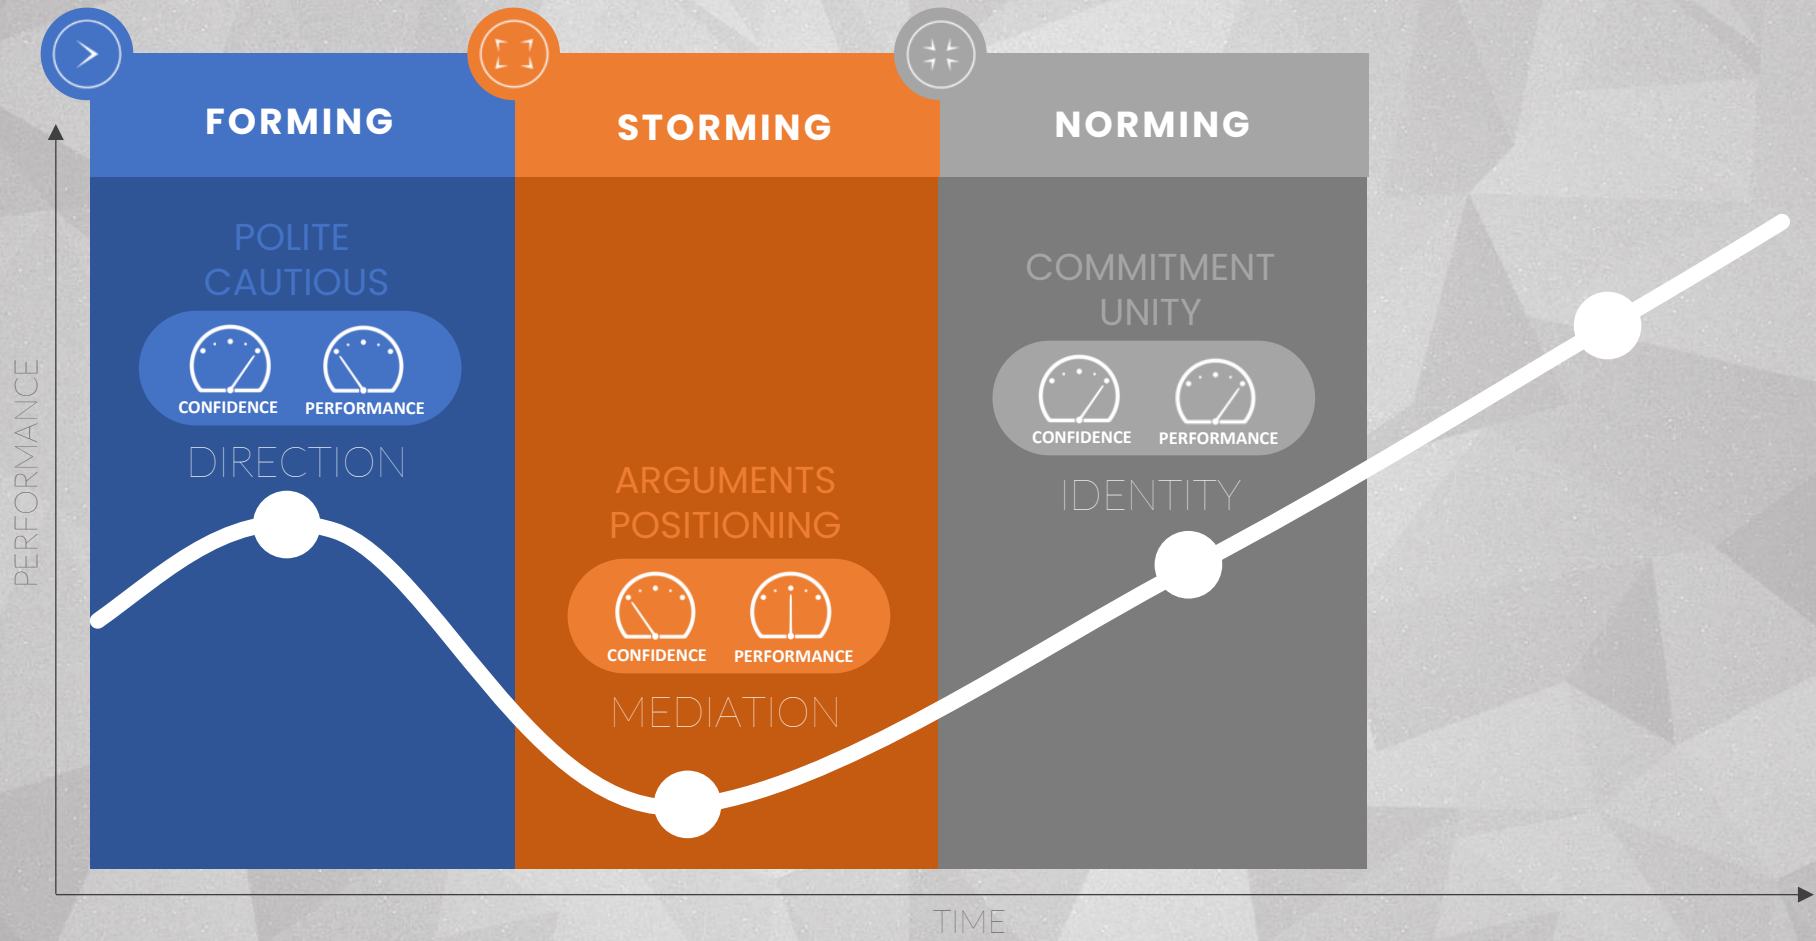 FORMING
POLITE
CAUTIOUS
CONFIDENCE PERFORMANCE
DIRECTION
STORMING
ARGUMENTS
POSITIONING
CONFIDENCE PERFORMANCE
MEDIATION
NORMING
COMMITMENT
UNITY
CONFIDENCE PERFORMANCE
IDENTITY
PERFORMANCE
TIME